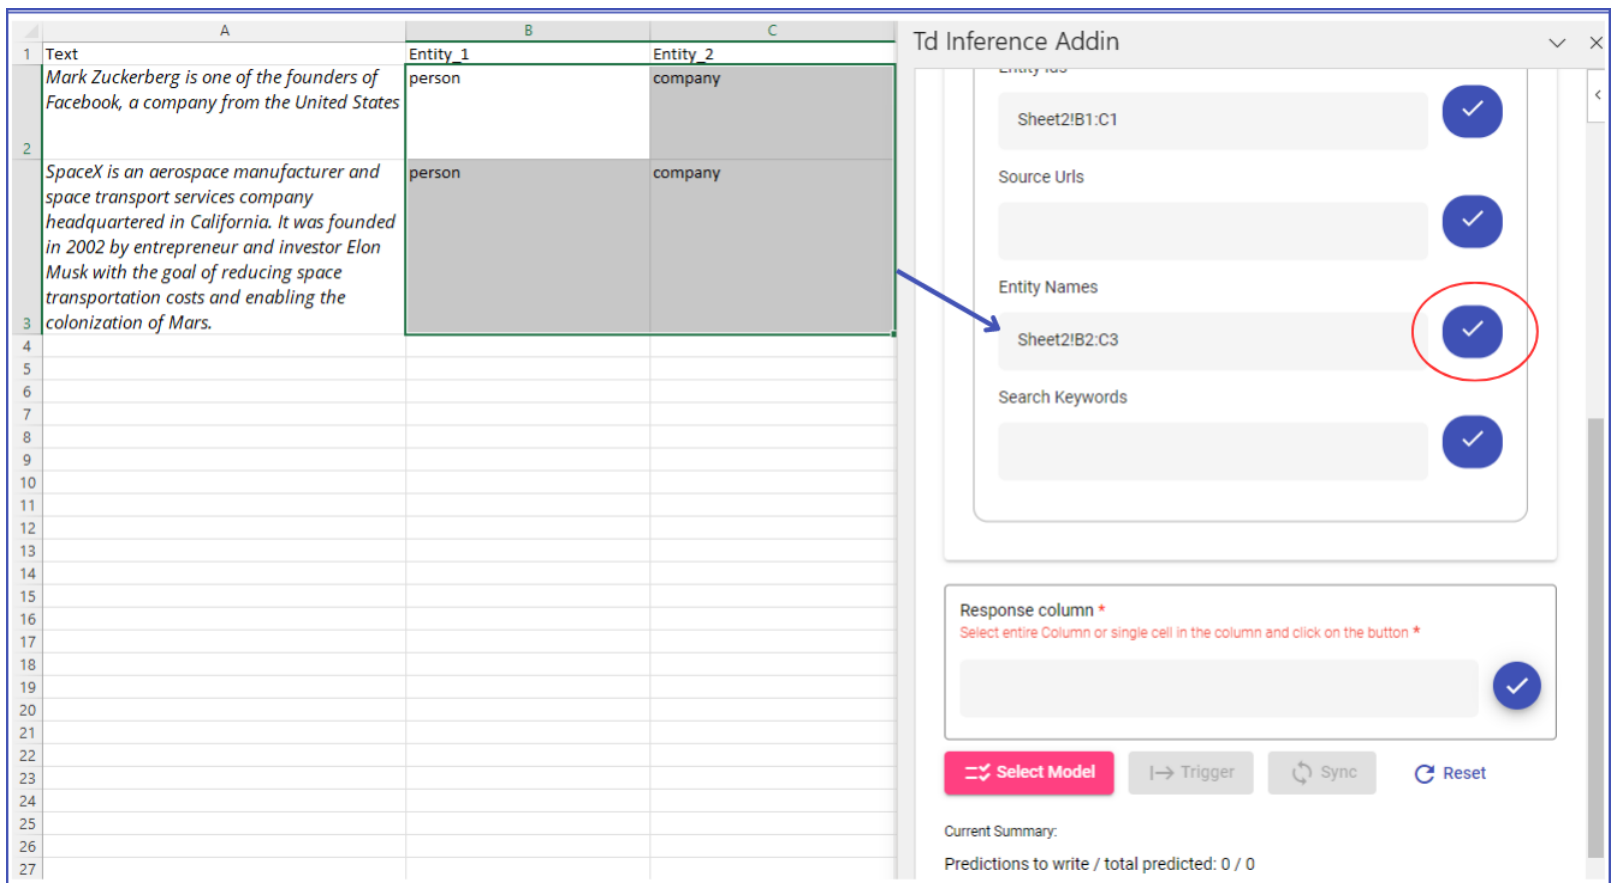 A B C
1 Text Entity_1 Entity_2
Mark Zuckerberg is one of the founders of person company
Facebook, a company from the United States
2
SpaceX is an aerospace manufacturer and person company
space transport services company
headquartered in California. It was founded
in 2002 by entrepreneur and investor Elon
Musk with the goal of reducing space
transportation costs and enabling the
3 colonization of Mars.
4
5
6
7
8
9
10
11
12
13
14
15
16
17
18
19
20
21
22
23
24
25
26
27
Td Inference Addin
Entity Ids
Sheet2!B1:C1
Source Urls
Entity Names
Sheet2!B2:C3
Search Keywords
Response column *
Select entire Column or single cell in the column and click on the button *
Select Model Trigger Sync Reset
Current Summary:
Predictions to write / total predicted: 0 / 0